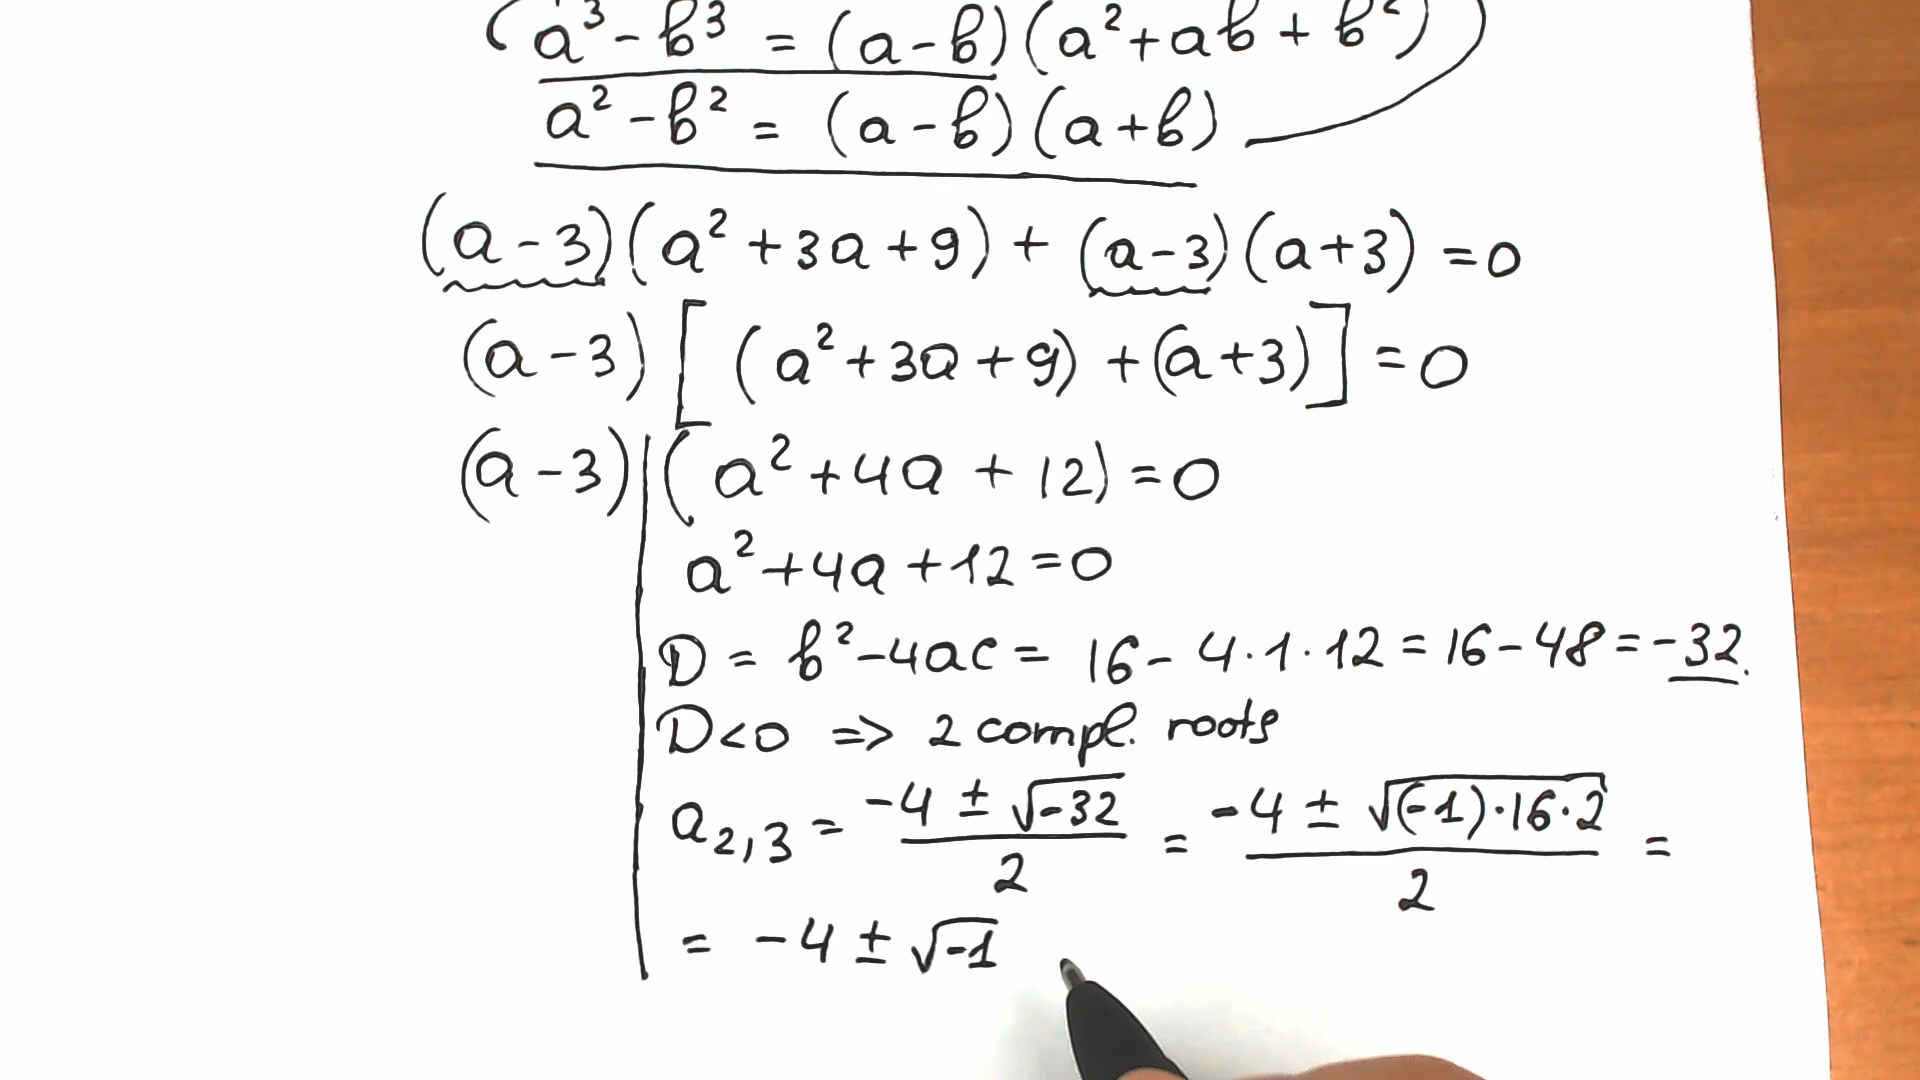 (a³ - b³ = (a-b)(a²+ab+b²)
a² - b² = (a-b)(a+b)
(a-3)(a²+3a+9) + (a-3)(a+3) = 0
(a-3)[(a²+3a+9) + (a+3)] = 0
(a-3)(a²+4a+12) = 0
a²+4a+12 = 0
D = b²-4ac = 16-4·1·12 = 16-48 = -32.
D<0 => 2 compl. roots
a₂,₃ = (-4 ± √-32)/2 = (-4 ± √(-1)·16·2)/2 =
= -4 ± √-1